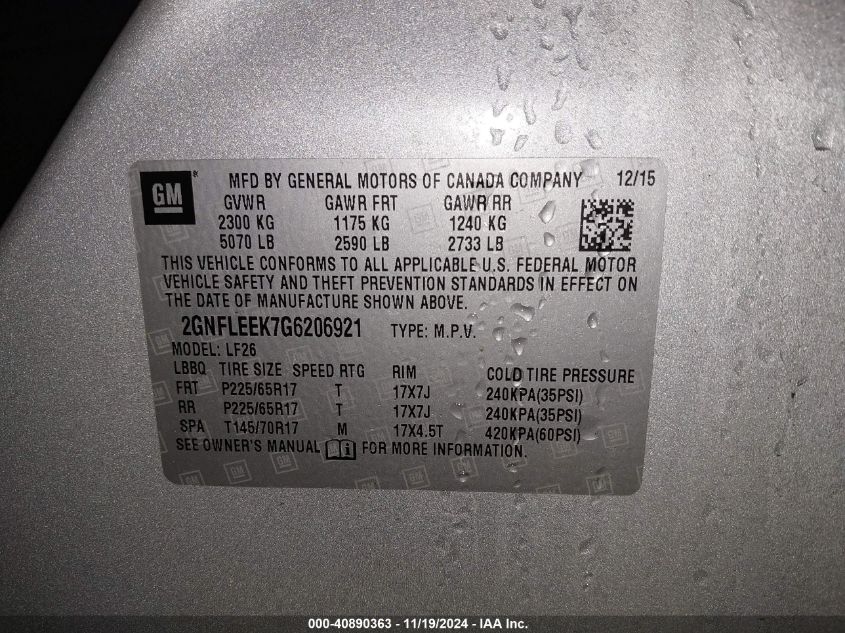 GM ® MFD BY GENERAL MOTORS OF CANADA COMPANY 12/15
GVWR GAWR FRT GAWR RR
2300 KG 1175 KG 1240 KG
5070 LB 2590 LB 2733 LB
THIS VEHICLE CONFORMS TO ALL APPLICABLE U.S. FEDERAL MOTOR
VEHICLE SAFETY AND THEFT PREVENTION STANDARDS IN EFFECT ON
THE DATE OF MANUFACTURE SHOWN ABOVE.
2GNFLEEK7G6206921 TYPE: M.P.V.
MODEL: LF26
LBBQ TIRE SIZE SPEED RTG RIM COLD TIRE PRESSURE
FRT P225/65R17 T 17X7J 240KPA(35PSI)
RR P225/65R17 T 17X7J 240KPA(35PSI)
SPA T145/70R17 M 17X4.5T 420KPA(60PSI)
SEE OWNER'S MANUAL FOR MORE INFORMATION.
000-40890363 - 11/19/2024 - IAA Inc.